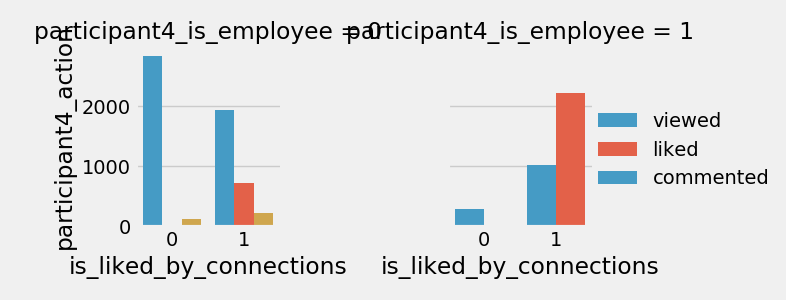 participant4_is_employee = 0
participant4_is_employee = 1
participant4_action
2000
1000
0
0 1
0 1
is_liked_by_connections
is_liked_by_connections
viewed
liked
commented